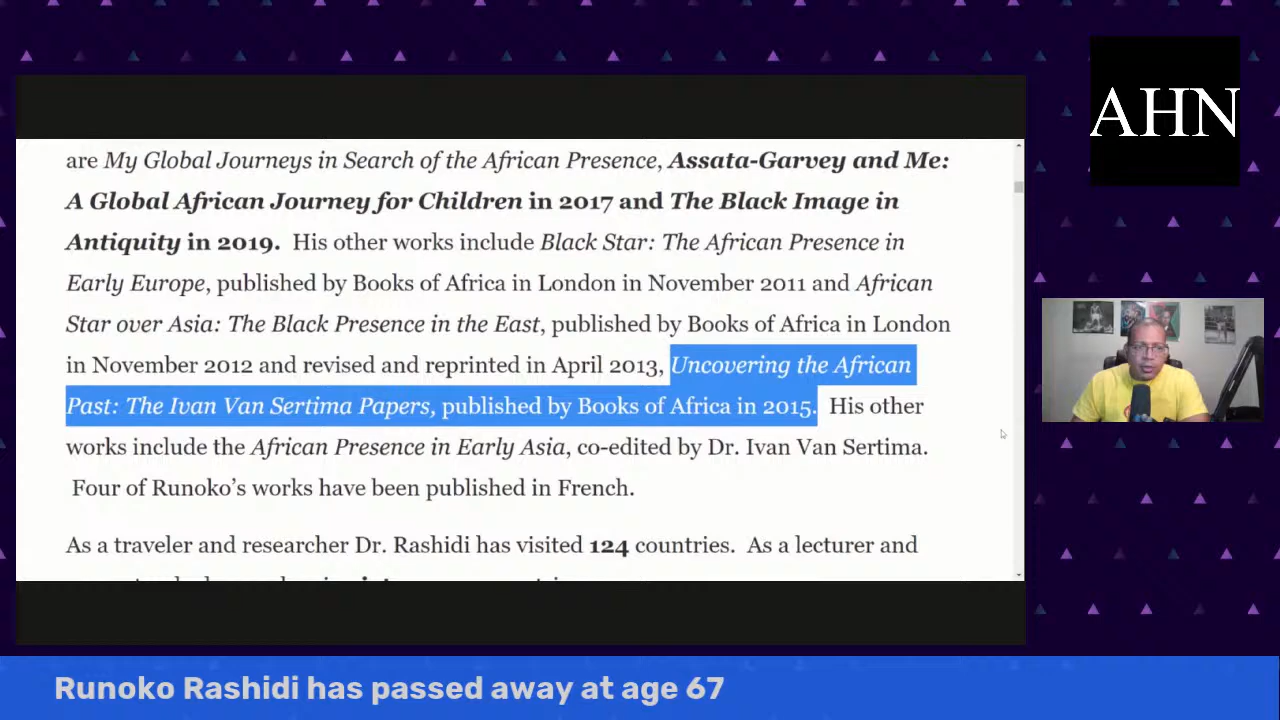 AHN
are My Global Journeys in Search of the African Presence, Assata-Garvey and Me:
A Global African Journey for Children in 2017 and The Black Image in
Antiquity in 2019. His other works include Black Star: The African Presence in
Early Europe, published by Books of Africa in London in November 2011 and African
Star over Asia: The Black Presence in the East, published by Books of Africa in London
in November 2012 and revised and reprinted in April 2013, Uncovering the African
Past: The Ivan Van Sertima Papers, published by Books of Africa in 2015. His other
works include the African Presence in Early Asia, co-edited by Dr. Ivan Van Sertima.
Four of Runoko's works have been published in French.
As a traveler and researcher Dr. Rashidi has visited 124 countries. As a lecturer and
Runoko Rashidi has passed away at age 67